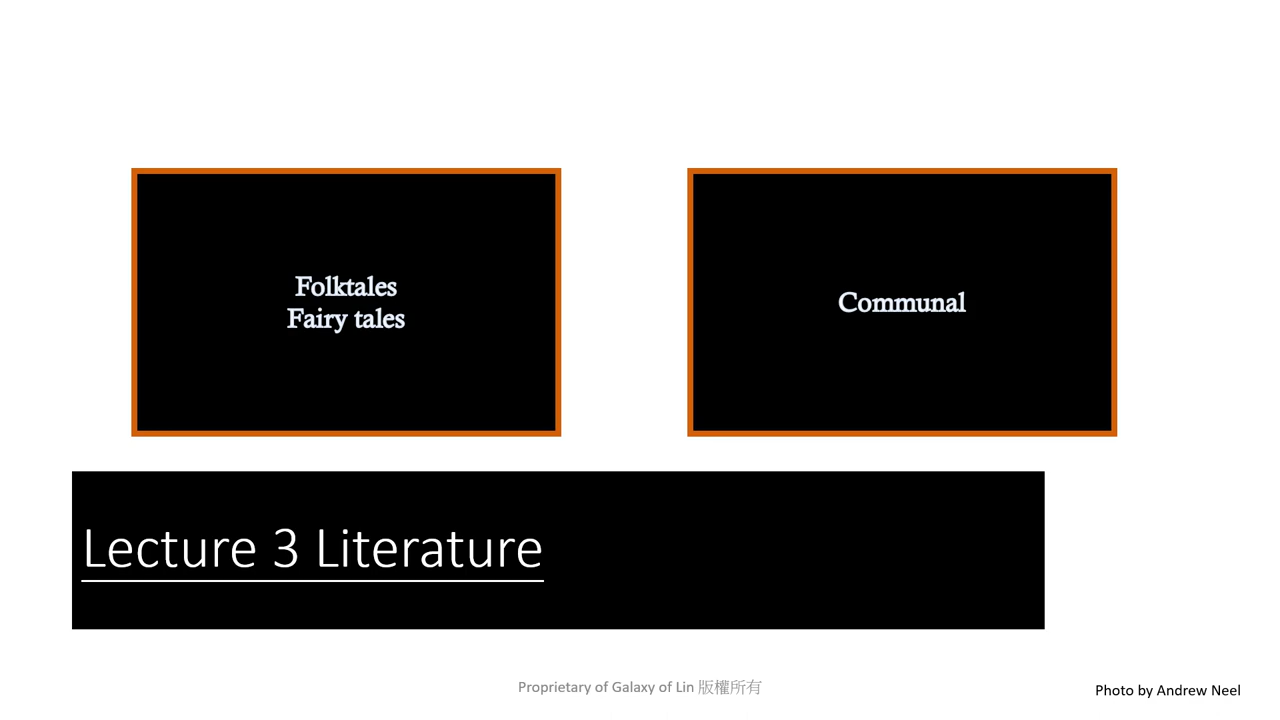 Folktales
Fairy tales
Communal
Lecture 3 Literature
Proprietary of Galaxy of Lin 版權所有
Photo by Andrew Neel